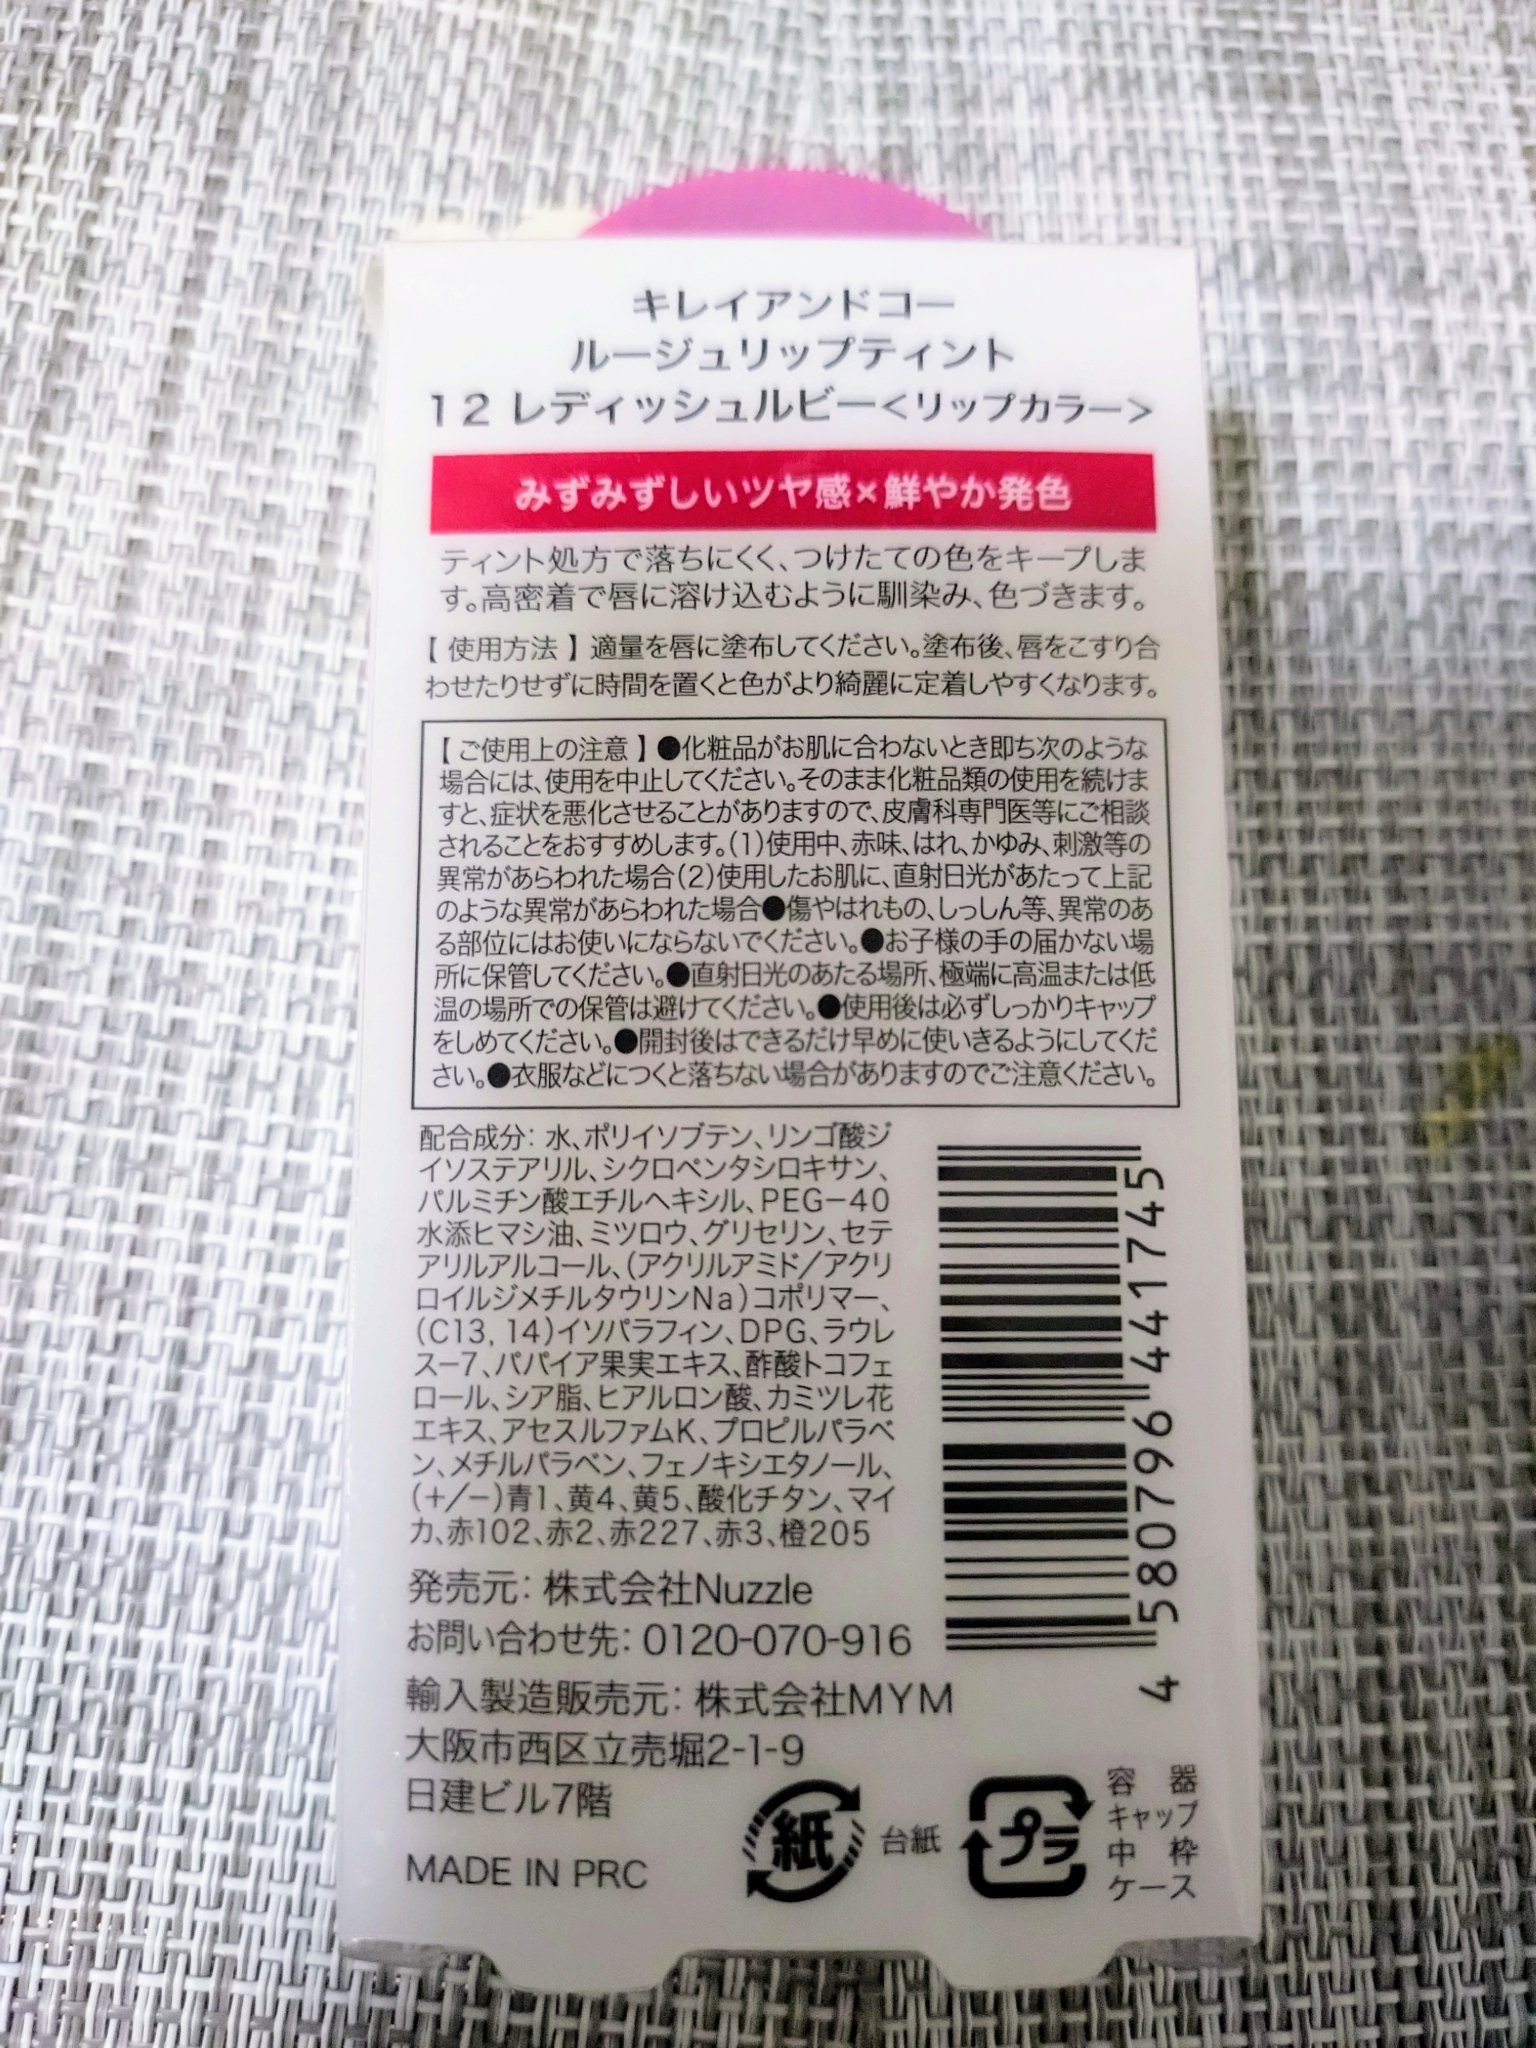 キレイアンドコー
ルージュリップティント
12 レディッシュルビー<リップカラー>
みずみずしいツヤ感×鮮やか発色
ティント処方で落ちにくく、つけたての色をキープしま
す。高密着で唇に溶け込むように馴染み、色づきます。
【 使用方法 】適量を唇に塗布してください。塗布後、唇をこすり合
わせたりせずに時間を置くと色がより綺麗に定着しやすくなります。
【 ご使用上の注意 】●化粧品がお肌に合わないとき即ち次のような
場合には、使用を中止してください。そのまま化粧品類の使用を続けま
すと、症状を悪化させることがありますので、皮膚科専門医等にご相談
されることをおすすめします。(1)使用中、赤味、はれ、かゆみ、刺激等の
異常があらわれた場合(2)使用したお肌に、直射日光があたって上記
のような異常があらわれた場合●傷やはれもの、しっしん等、異常のあ
る部位にはお使いにならないでください。●お子様の手の届かない場
所に保管してください。●直射日光のあたる場所、極端に高温または低
温の場所での保管は避けてください。●使用後は必ずしっかりキャップ
をしめてください。●開封後はできるだけ早めに使いきるようにしてくだ
さい。●衣服などにつくと落ちない場合がありますのでご注意ください。
配合成分: 水、ポリイソブテン、リンゴ酸ジ
イソステアリル、シクロペンタシロキサン、
パルミチン酸エチルヘキシル、PEG-40
水添ヒマシ油、ミツロウ、グリセリン、セテ
アリルアルコール、(アクリルアミド/アクリ
ロイルジメチルタウリンNa)コポリマー、
(C13, 14)イソパラフィン、DPG、ラウレ
ス-7、パパイア果実エキス、酢酸トコフェ
ロール、シア脂、ヒアルロン酸、カミツレ花
エキス、アセスルファムK、プロピルパラベ
ン、メチルパラベン、フェノキシエタノール、
(+/-)青1、黄4、黄5、酸化チタン、マイ
カ、赤102、赤2、赤227、赤3、橙205
4 580796 441745
発売元: 株式会社Nuzzle
お問い合わせ先: 0120-070-916
輸入製造販売元: 株式会社MYM
大阪市西区立売堀2-1-9
日建ビル7階
MADE IN PRC
紙
台紙
プラ
容 器
キャップ
中 枠
ケース